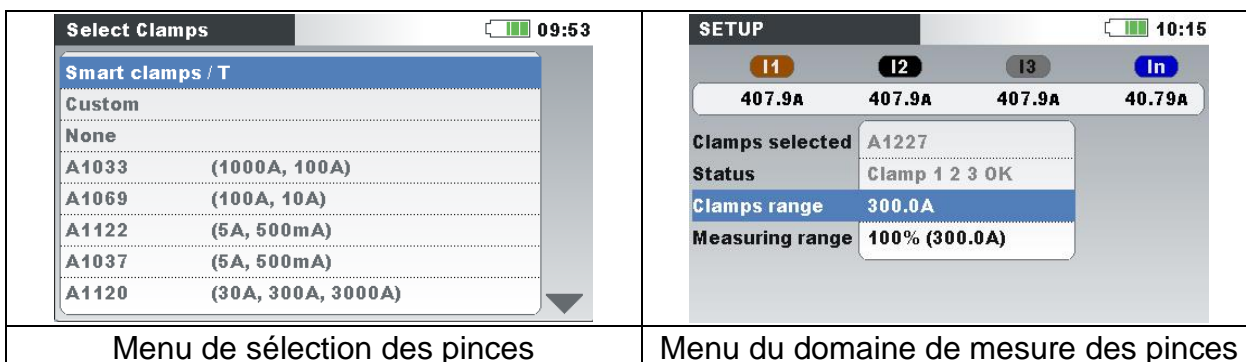 Select Clamps 09:53
Smart clamps / T
Custom
None
A1033 (1000A, 100A)
A1069 (100A, 10A)
A1122 (5A, 500mA)
A1037 (5A, 500mA)
A1120 (30A, 300A, 3000A)
Menu de sélection des pinces
SETUP 10:15
I1 I2 I3 In
407.9A 407.9A 407.9A 40.79A
Clamps selected A1227
Status Clamp 1 2 3 OK
Clamps range 300.0A
Measuring range 100% (300.0A)
Menu du domaine de mesure des pinces